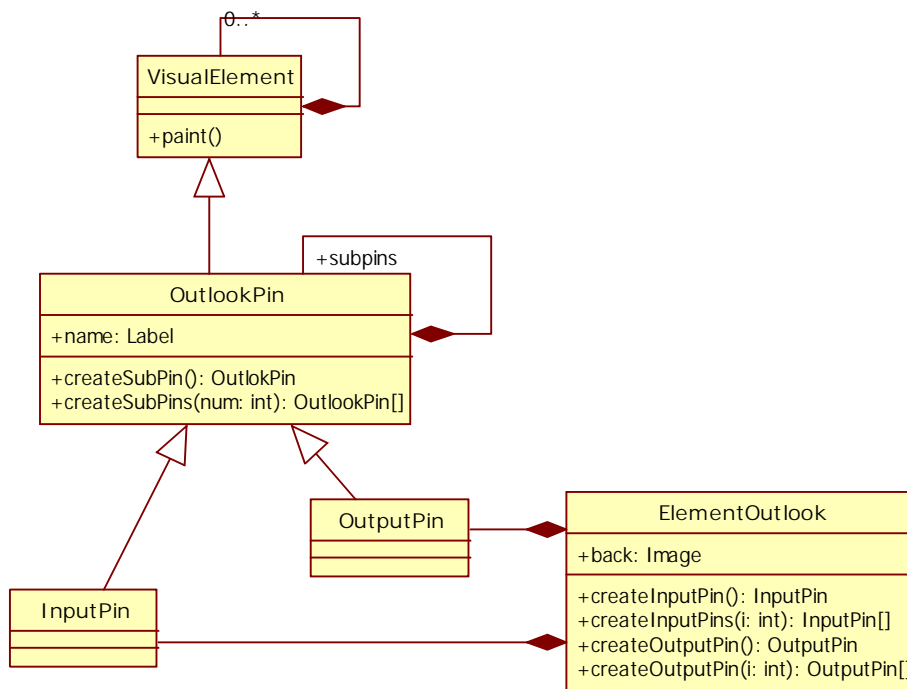 0..*
VisualElement
+paint()
+subpins
OutlookPin
+name: Label
+createSubPin(): OutlokPin
+createSubPins(num: int): OutlookPin[]
OutputPin
ElementOutlook
+back: Image
+createInputPin(): InputPin
+createInputPins(i: int): InputPin[]
+createOutputPin(): OutputPin
+createOutputPin(i: int): OutputPin[]
InputPin